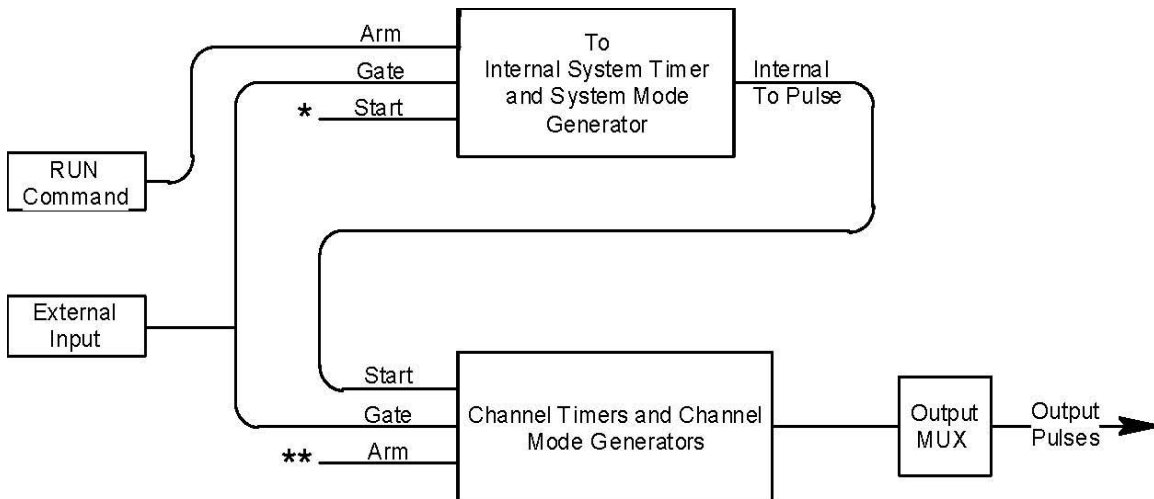 Arm
To
Internal System Timer
and System Mode
Generator
Gate
* Start
Internal
To Pulse
RUN
Command
External
Input
Start
Gate
** Arm
Channel Timers and Channel
Mode Generators
Output
MUX
Output
Pulses